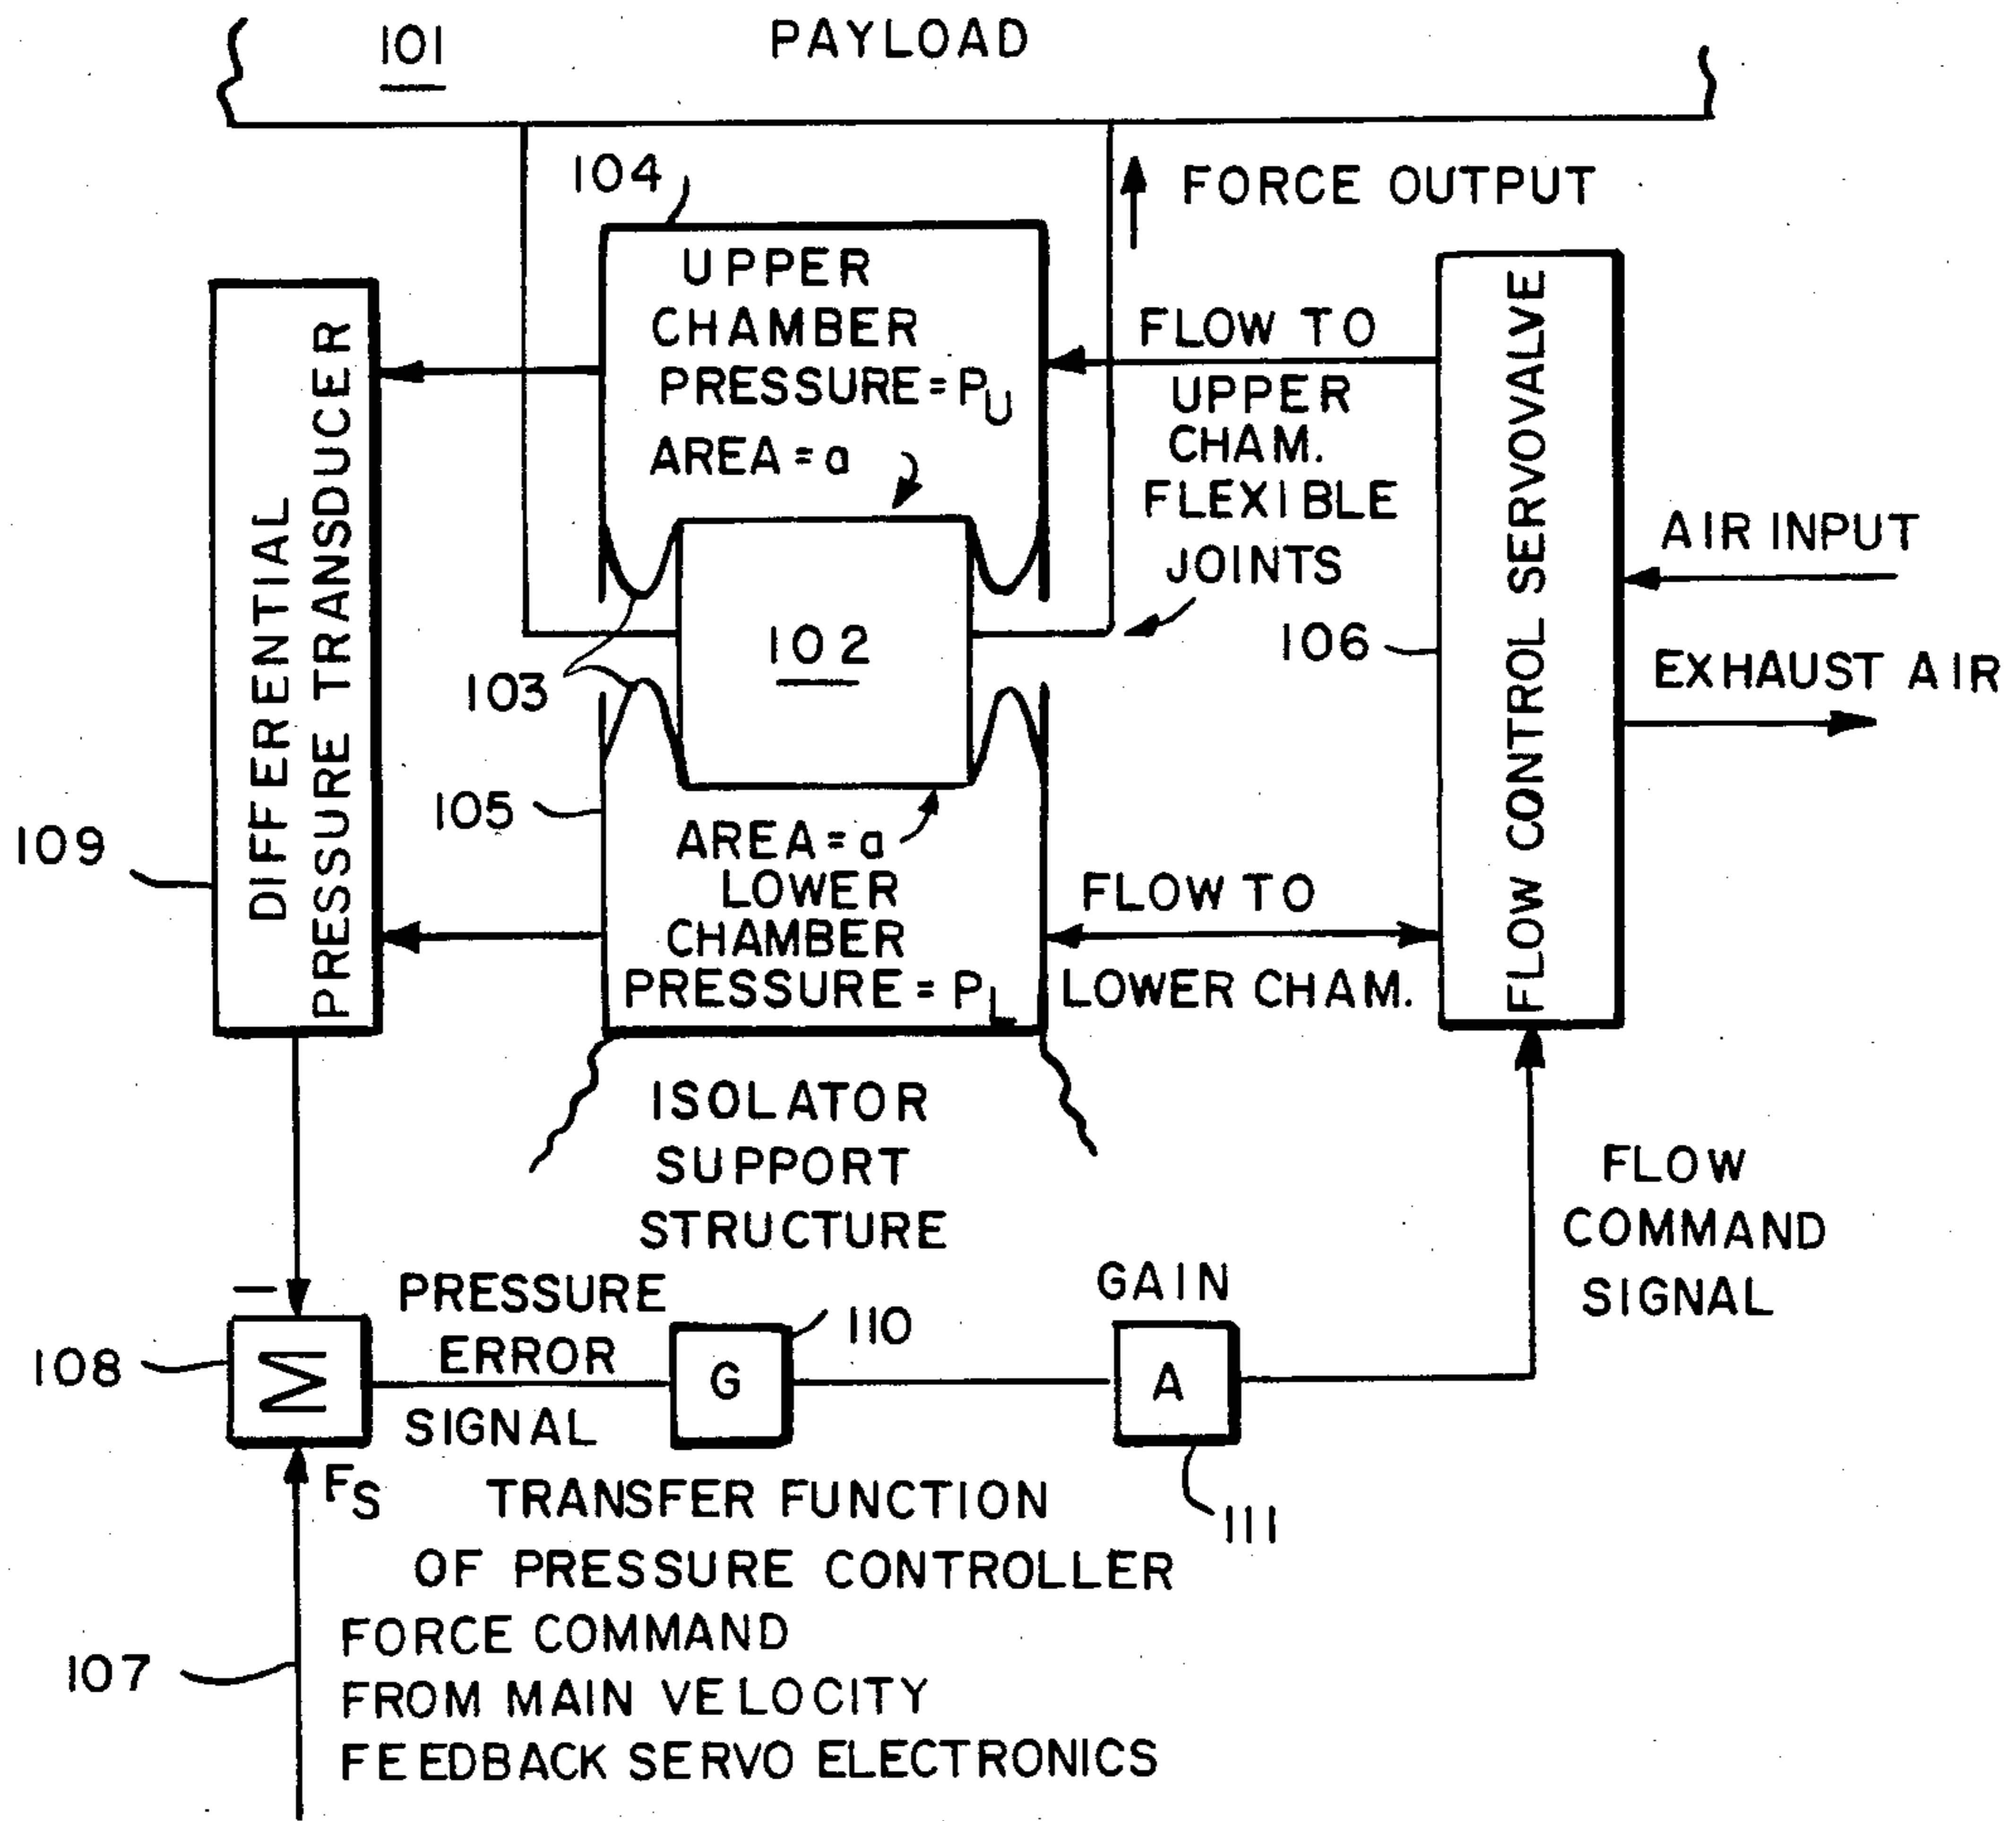 101
PAYLOAD
104
FORCE OUTPUT
UPPER
CHAMBER
PRESSURE = PU
AREA = a
FLOW TO
UPPER
CHAM.
FLEXIBLE
JOINTS
DIFFERENTIAL
PRESSURE TRANSDUCER
FLOW CONTROL SERVOVALVE
AIR INPUT
EXHAUST AIR
102
103
106
105
109
AREA = a
LOWER
CHAMBER
PRESSURE = PL
FLOW TO
LOWER CHAM.
ISOLATOR
SUPPORT
STRUCTURE
FLOW
COMMAND
SIGNAL
–
PRESSURE
ERROR
SIGNAL
108
Σ
110
G
GAIN
A
111
FS
TRANSFER FUNCTION
OF PRESSURE CONTROLLER
107
FORCE COMMAND
FROM MAIN VELOCITY
FEEDBACK SERVO ELECTRONICS